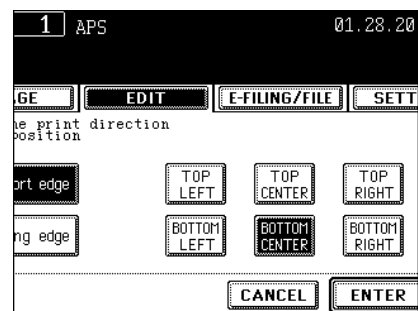 1 APS 01.28.20
GE EDIT E-FILING/FILE SETT
e print direction
position
ort edge TOP LEFT TOP CENTER TOP RIGHT
ng edge BOTTOM LEFT BOTTOM CENTER BOTTOM RIGHT
CANCEL ENTER